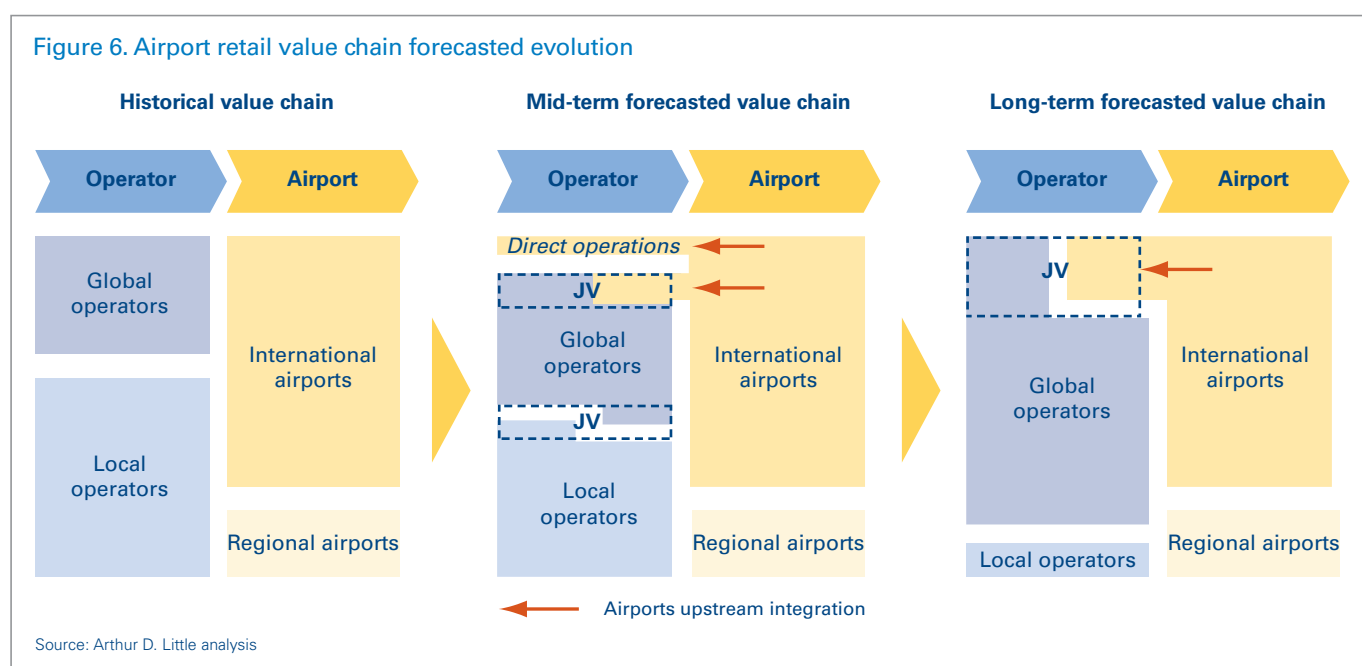 Figure 6. Airport retail value chain forecasted evolution
Historical value chain
Operator
Airport
Global
operators
International
airports
Local
operators
Regional airports
Mid-term forecasted value chain
Operator
Airport
Direct operations
JV
Global
operators
International
airports
JV
Local
operators
Regional airports
Airports upstream integration
Long-term forecasted value chain
Operator
Airport
JV
International
airports
Global
operators
Regional airports
Local operators
Source: Arthur D. Little analysis